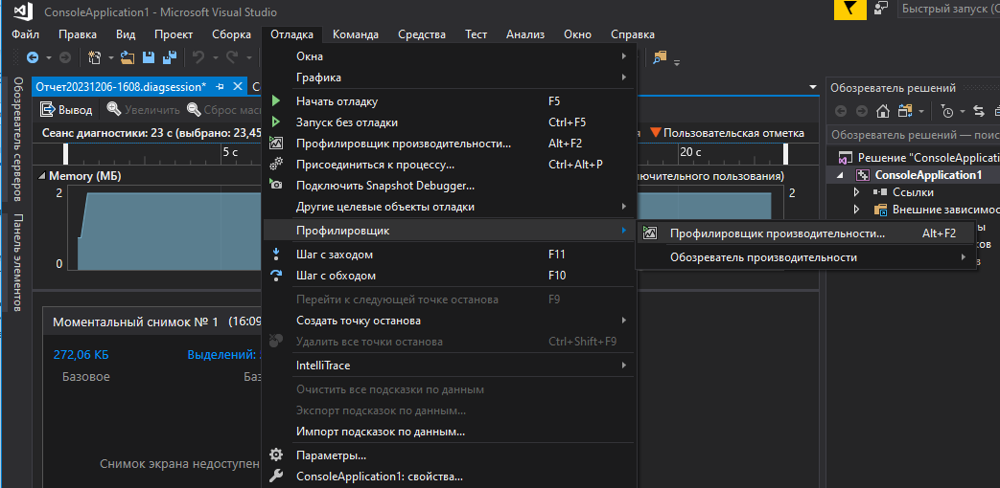 ConsoleApplication1 - Microsoft Visual Studio
Быстрый запуск (C
Файл Правка Вид Проект Сборка Отладка Команда Средства Тест Анализ Окно Справка
Отчет20231206-1608.diagsession*
Вывод Увеличить Сброс мас
Сеанс диагностики: 23 с (выбрано: 23,45
Пользовательская отметка
5 с
20 с
Memory (МБ)
ючительного пользования)
2
0
2
Моментальный снимок № 1 (16:09
272,06 КБ
Выделений:
Базовое
Баз
Снимок экрана недоступен
Обозреватель серверов
Панель элементов
Окна
Графика
Начать отладку F5
Запуск без отладки Ctrl+F5
Профилировщик производительности... Alt+F2
Присоединиться к процессу... Ctrl+Alt+P
Подключить Snapshot Debugger...
Другие целевые объекты отладки
Профилировщик
Шаг с заходом F11
Шаг с обходом F10
Перейти к следующей точке останова F9
Создать точку останова
Удалить все точки останова Ctrl+Shift+F9
IntelliTrace
Очистить все подсказки по данным
Экспорт подсказок по данным...
Импорт подсказок по данным...
Параметры...
ConsoleApplication1: свойства...
Профилировщик производительности... Alt+F2
Обозреватель производительности
Обозреватель решений
Обозреватель решений — поис
Решение "ConsoleApplicati
ConsoleApplication1
Ссылки
Внешние зависимос
ы
ков
в